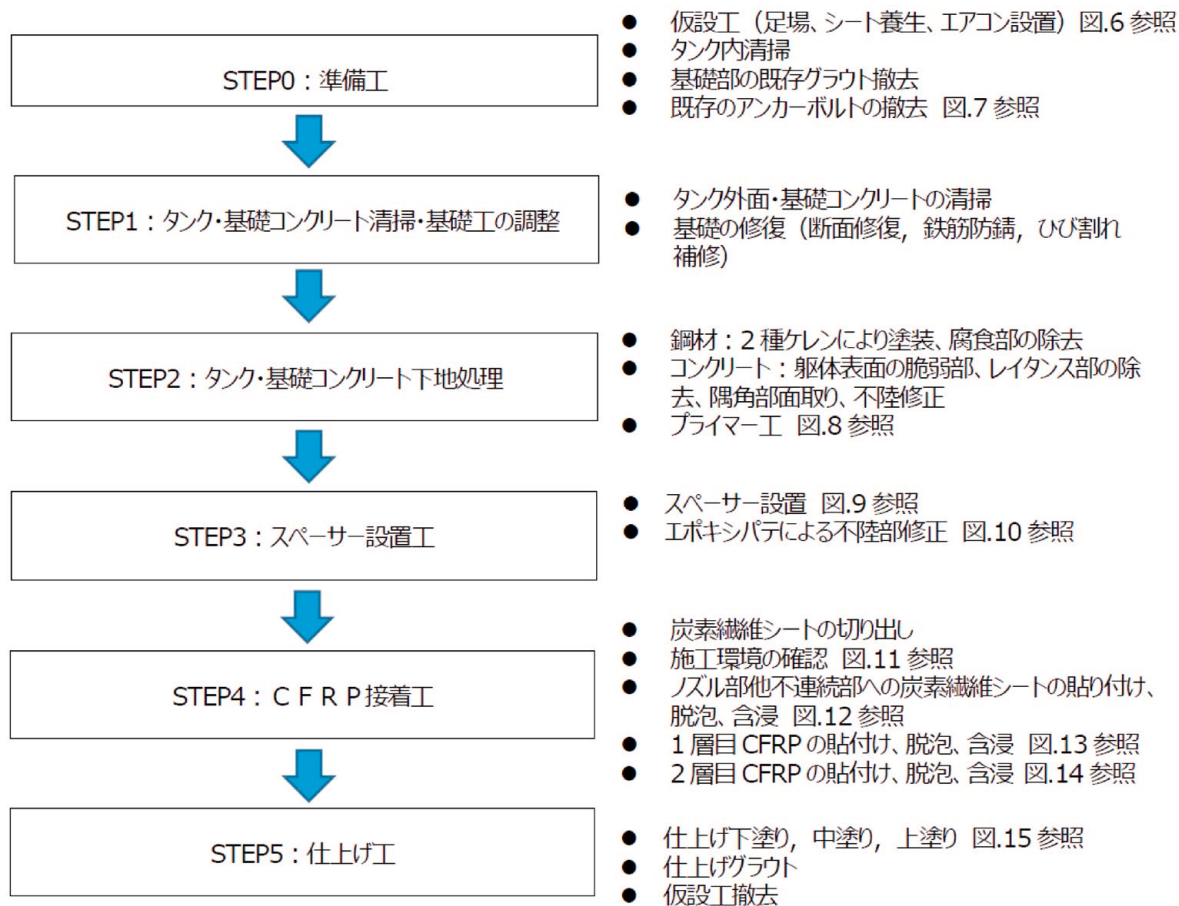 STEP0：準備工
● 仮設工（足場、シート養生、エアコン設置）図.6 参照
● タンク内清掃
● 基礎部の既存グラウト撤去
● 既存のアンカーボルトの撤去 図.7 参照
STEP1：タンク・基礎コンクリート清掃・基礎工の調整
● タンク外面・基礎コンクリートの清掃
● 基礎の修復（断面修復，鉄筋防錆，ひび割れ
補修）
STEP2：タンク・基礎コンクリート下地処理
● 鋼材：2 種ケレンにより塗装、腐食部の除去
● コンクリート：躯体表面の脆弱部、レイタンス部の除
去、隅角部面取り、不陸修正
● プライマー工 図.8 参照
STEP3：スペーサー設置工
● スペーサー設置 図.9 参照
● エポキシパテによる不陸部修正 図.10 参照
STEP4：ＣＦＲＰ接着工
● 炭素繊維シートの切り出し
● 施工環境の確認 図.11 参照
● ノズル部他不連続部への炭素繊維シートの貼り付け、
脱泡、含浸 図.12 参照
● 1 層目 CFRP の貼付け、脱泡、含浸 図.13 参照
● 2 層目 CFRP の貼付け、脱泡、含浸 図.14 参照
STEP5：仕上げ工
● 仕上げ下塗り，中塗り，上塗り 図.15 参照
● 仕上げグラウト
● 仮設工撤去